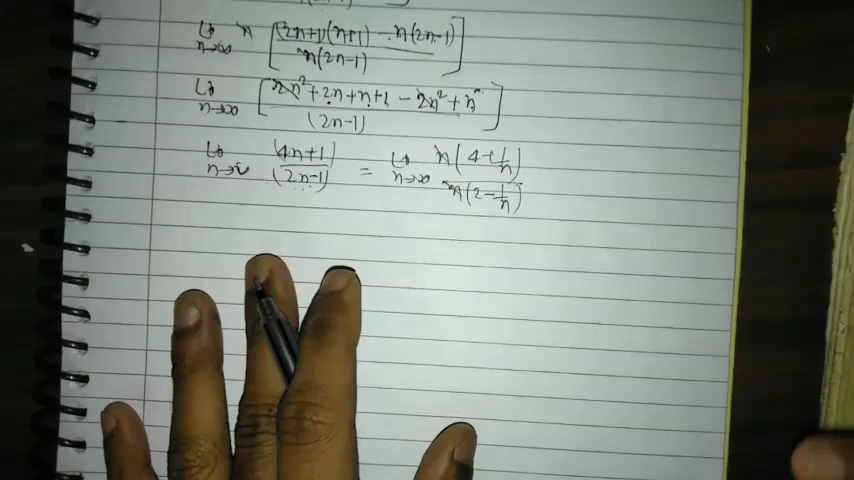 Lt n→∞ n [ (2n+1)(n+1) - n(2n-1) / n(2n-1) ]
Lt n→∞ [ 2n²+2n+n+1 - 2n²+n / (2n-1) ]
Lt n→∞ (4n+1) / (2n-1) = Lt n→∞ n(4+1/n) / n(2-1/n)